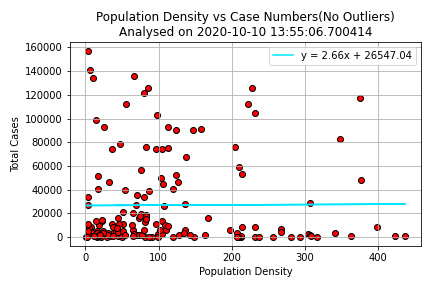 Population Density vs Case Numbers(No Outliers)
Analysed on 2020-10-10 13:55:06.700414
y = 2.66x + 26547.04
Total Cases
160000
140000
120000
100000
80000
60000
40000
20000
0
0 100 200 300 400
Population Density